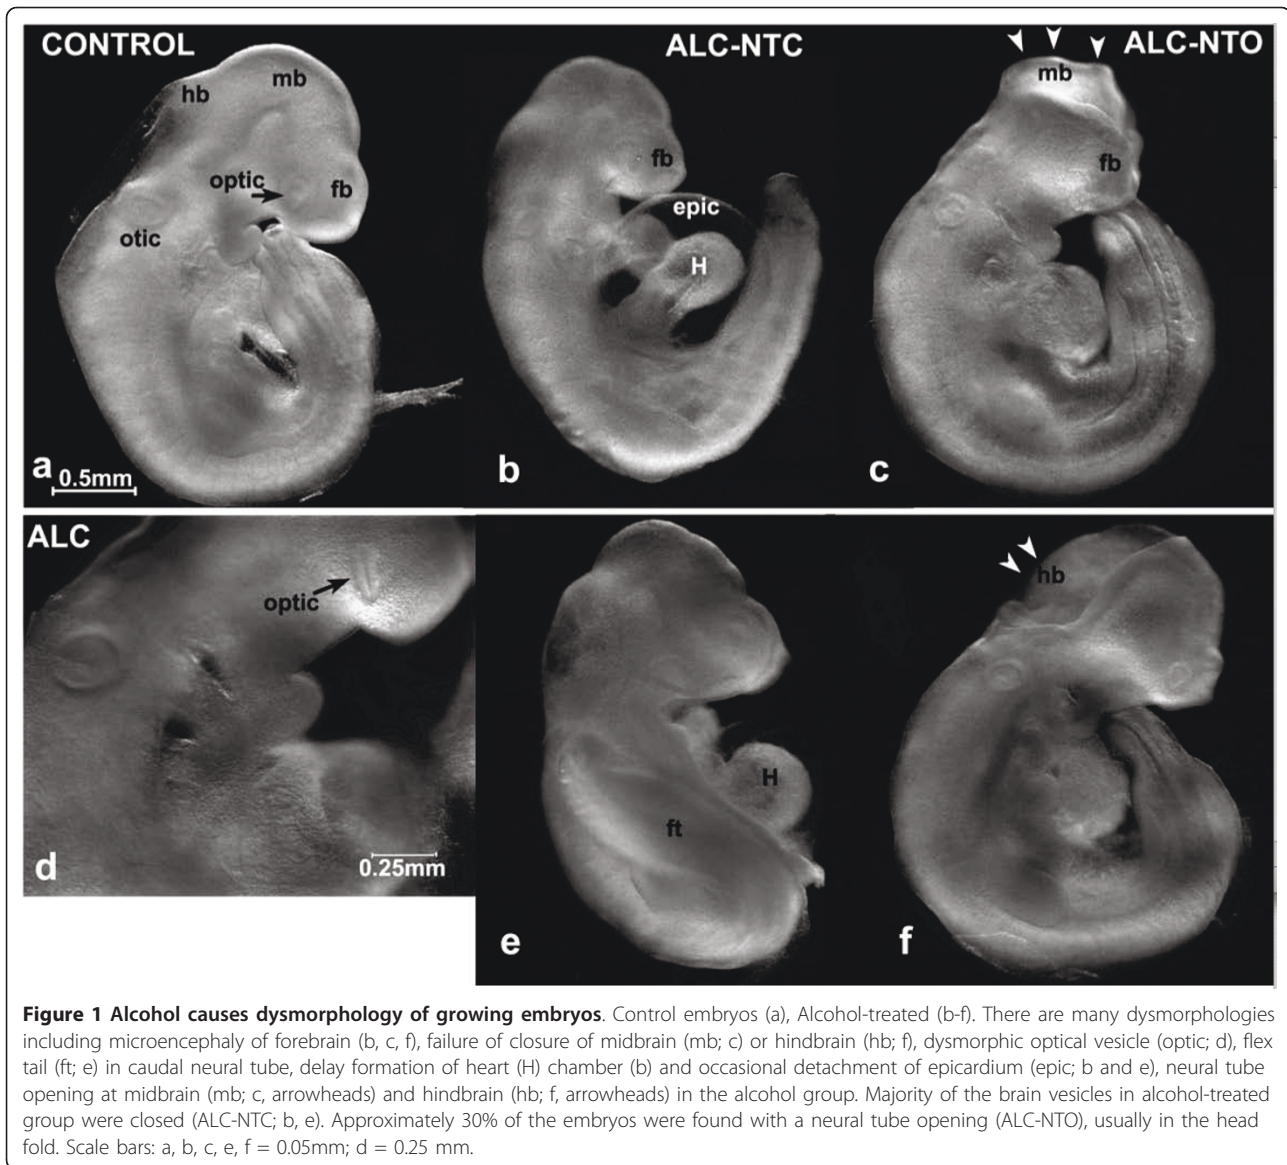 CONTROL
ALC-NTC
ALC-NTO
hb
mb
optic
fb
otic
a
0.5mm
fb
epic
H
b
mb
fb
c
ALC
optic
d
0.25mm
H
ft
e
hb
f
Figure 1 Alcohol causes dysmorphology of growing embryos. Control embryos (a), Alcohol-treated (b-f). There are many dysmorphologies
including microencephaly of forebrain (b, c, f), failure of closure of midbrain (mb; c) or hindbrain (hb; f), dysmorphic optical vesicle (optic; d), flex
tail (ft; e) in caudal neural tube, delay formation of heart (H) chamber (b) and occasional detachment of epicardium (epic; b and e), neural tube
opening at midbrain (mb; c, arrowheads) and hindbrain (hb; f, arrowheads) in the alcohol group. Majority of the brain vesicles in alcohol-treated
group were closed (ALC-NTC; b, e). Approximately 30% of the embryos were found with a neural tube opening (ALC-NTO), usually in the head
fold. Scale bars: a, b, c, e, f = 0.05mm; d = 0.25 mm.